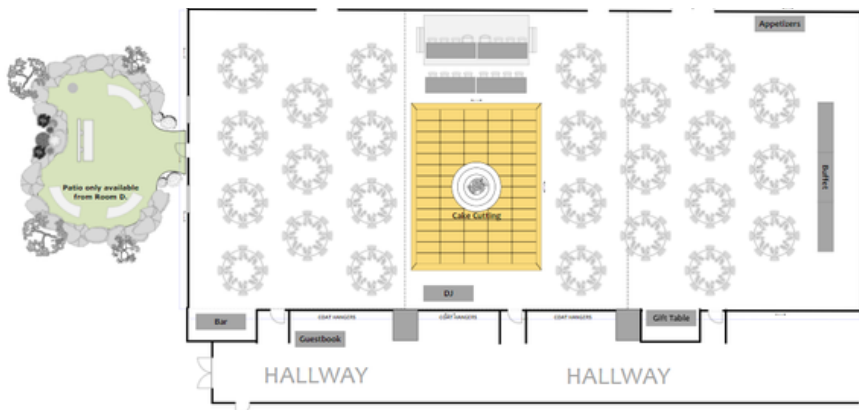 Appetizers
Buffet
Patio only available
from Room D.
Cake Cutting
DJ
Bar
COAT HANGERS
COAT HANGERS
COAT HANGERS
Gift Table
Guestbook
HALLWAY
HALLWAY